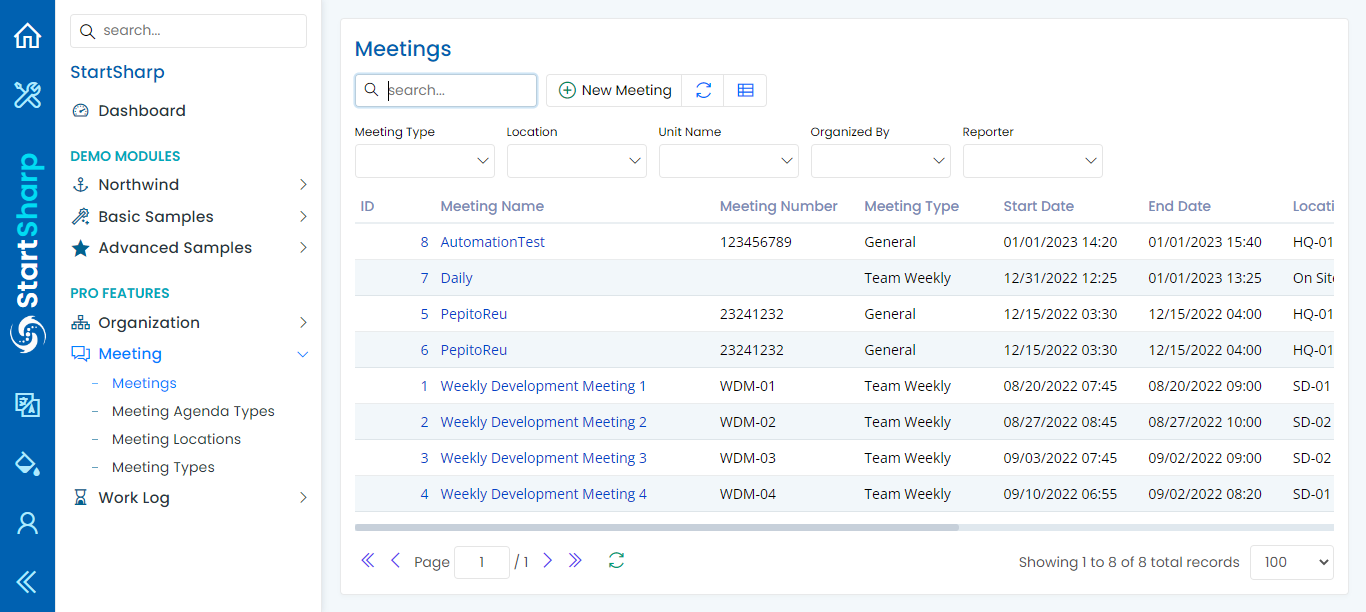 StartSharp
search...
StartSharp
Dashboard
DEMO MODULES
Northwind
Basic Samples
Advanced Samples
PRO FEATURES
Organization
Meeting
– Meetings
– Meeting Agenda Types
– Meeting Locations
– Meeting Types
Work Log
Meetings
search... New Meeting
Meeting Type Location Unit Name Organized By Reporter
ID Meeting Name Meeting Number Meeting Type Start Date End Date Locati
8 AutomationTest 123456789 General 01/01/2023 14:20 01/01/2023 15:40 HQ-01
7 Daily Team Weekly 12/31/2022 12:25 01/01/2023 13:25 On Site
5 PepitoReu 23241232 General 12/15/2022 03:30 12/15/2022 04:00 HQ-01
6 PepitoReu 23241232 General 12/15/2022 03:30 12/15/2022 04:00 HQ-01
1 Weekly Development Meeting 1 WDM-01 Team Weekly 08/20/2022 07:45 08/20/2022 09:00 SD-01
2 Weekly Development Meeting 2 WDM-02 Team Weekly 08/27/2022 08:45 08/27/2022 10:00 SD-02
3 Weekly Development Meeting 3 WDM-03 Team Weekly 09/03/2022 07:45 09/02/2022 09:00 SD-02
4 Weekly Development Meeting 4 WDM-04 Team Weekly 09/10/2022 06:55 09/02/2022 08:20 SD-01
Page 1 / 1 Showing 1 to 8 of 8 total records 100